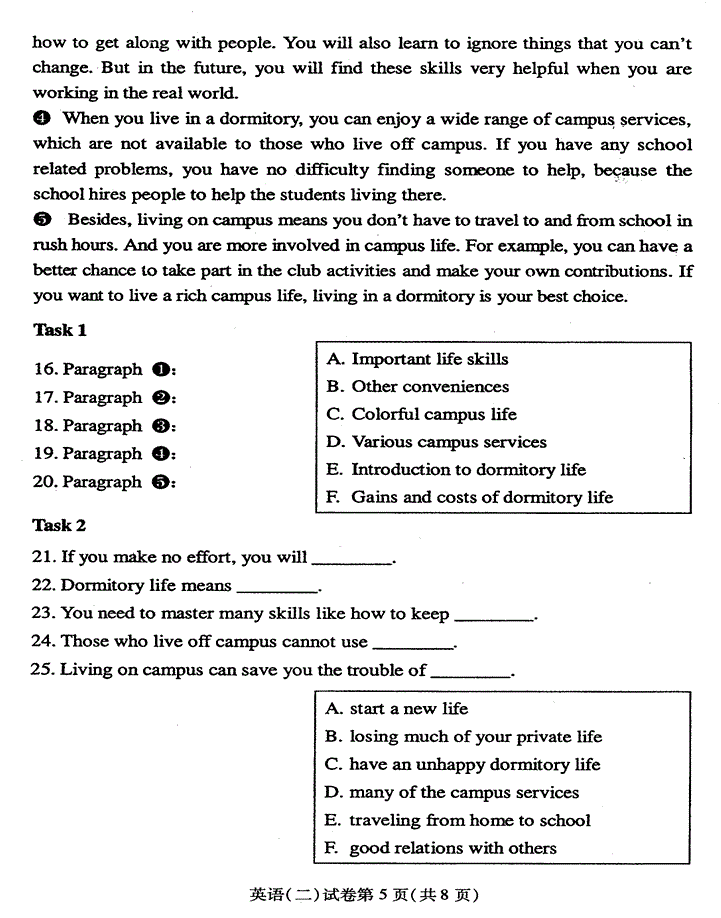 how to get along with people. You will also learn to ignore things that you can't
change. But in the future, you will find these skills very helpful when you are
working in the real world.
❹ When you live in a dormitory, you can enjoy a wide range of campus services,
which are not available to those who live off campus. If you have any school
related problems, you have no difficulty finding someone to help, because the
school hires people to help the students living there.
❺ Besides, living on campus means you don't have to travel to and from school in
rush hours. And you are more involved in campus life. For example, you can have a
better chance to take part in the club activities and make your own contributions. If
you want to live a rich campus life, living in a dormitory is your best choice.
Task 1
16. Paragraph ❶:
17. Paragraph ❷:
18. Paragraph ❸:
19. Paragraph ❹:
20. Paragraph ❺:
A. Important life skills
B. Other conveniences
C. Colorful campus life
D. Various campus services
E. Introduction to dormitory life
F. Gains and costs of dormitory life
Task 2
21. If you make no effort, you will ________.
22. Dormitory life means ________.
23. You need to master many skills like how to keep ________.
24. Those who live off campus cannot use ________.
25. Living on campus can save you the trouble of ________.
A. start a new life
B. losing much of your private life
C. have an unhappy dormitory life
D. many of the campus services
E. traveling from home to school
F. good relations with others
英语(二)试卷第 5 页(共 8 页)